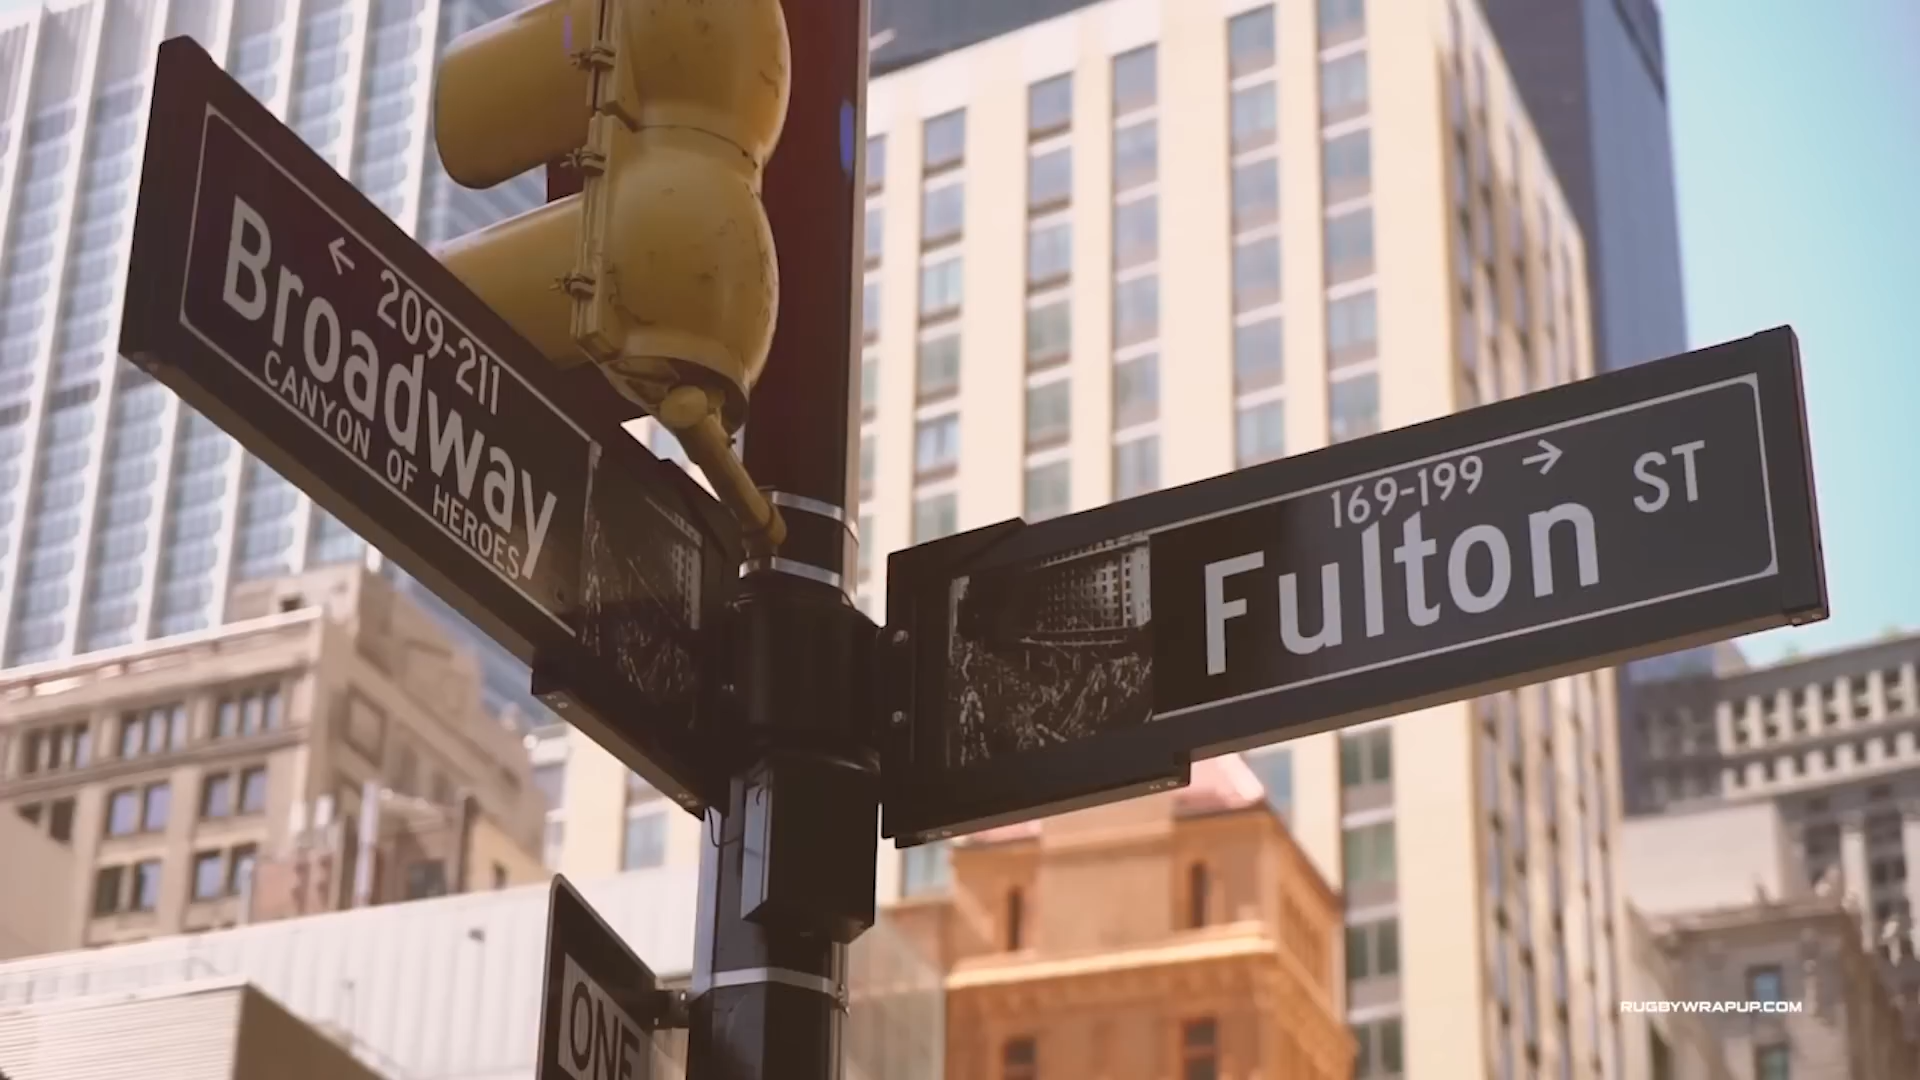 ← 209-211
Broadway
CANYON OF HEROES
169-199 →
Fulton ST
ONE
RUGBYWRAPUP.COM